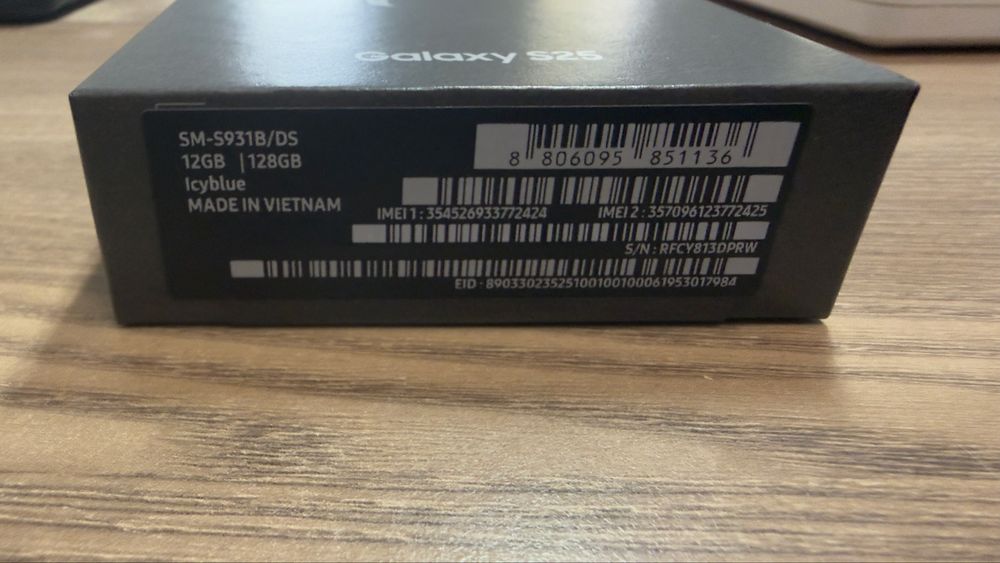 Galaxy S25
SM-S931B/DS
12GB |128GB
Icyblue
MADE IN VIETNAM
8 806095 851136
IMEI 1 : 354526933772424 IMEI 2 : 357096123772425
S/N : RFCY813DPRW
EID : 89033023525100100100061953017984